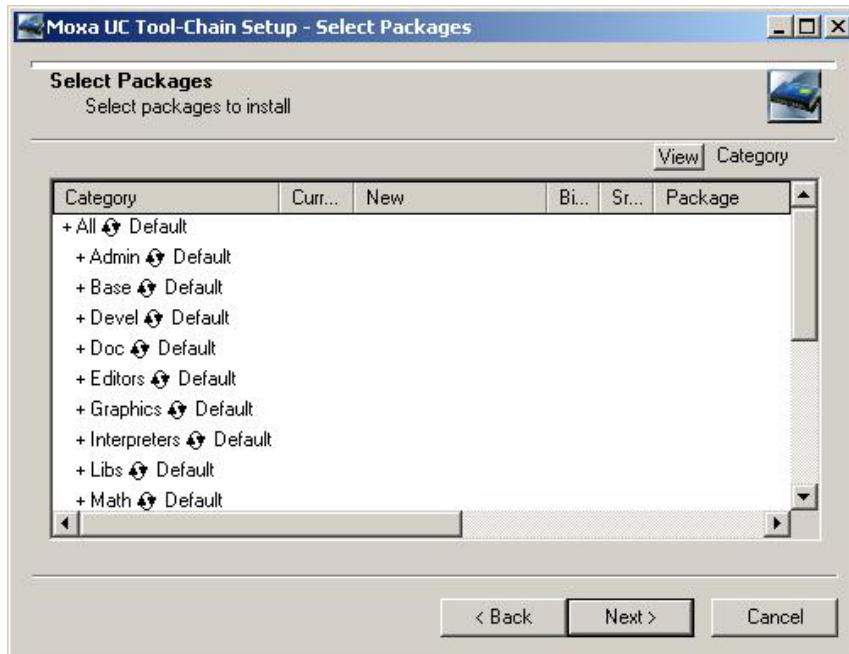 Moxa UC Tool-Chain Setup - Select Packages
Select Packages
Select packages to install
View Category
Category Curr... New Bi... Sr... Package
+ All Default
+ Admin Default
+ Base Default
+ Devel Default
+ Doc Default
+ Editors Default
+ Graphics Default
+ Interpreters Default
+ Libs Default
+ Math Default
< Back Next > Cancel